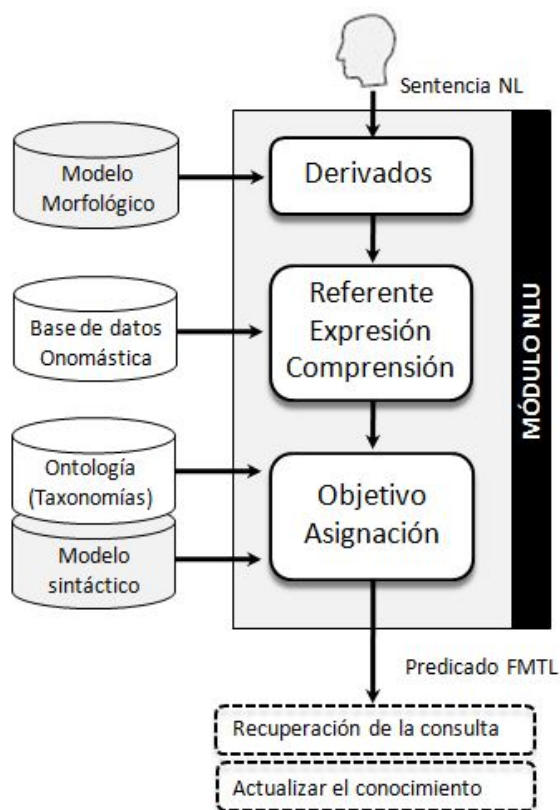 Sentencia NL
Modelo
Morfológico
Derivados
Base de datos
Onomástica
Referente
Expresión
Comprensión
Ontología
(Taxonomías)
Modelo
sintáctico
Objetivo
Asignación
MÓDULO NLU
Predicado FMTL
Recuperación de la consulta
Actualizar el conocimiento